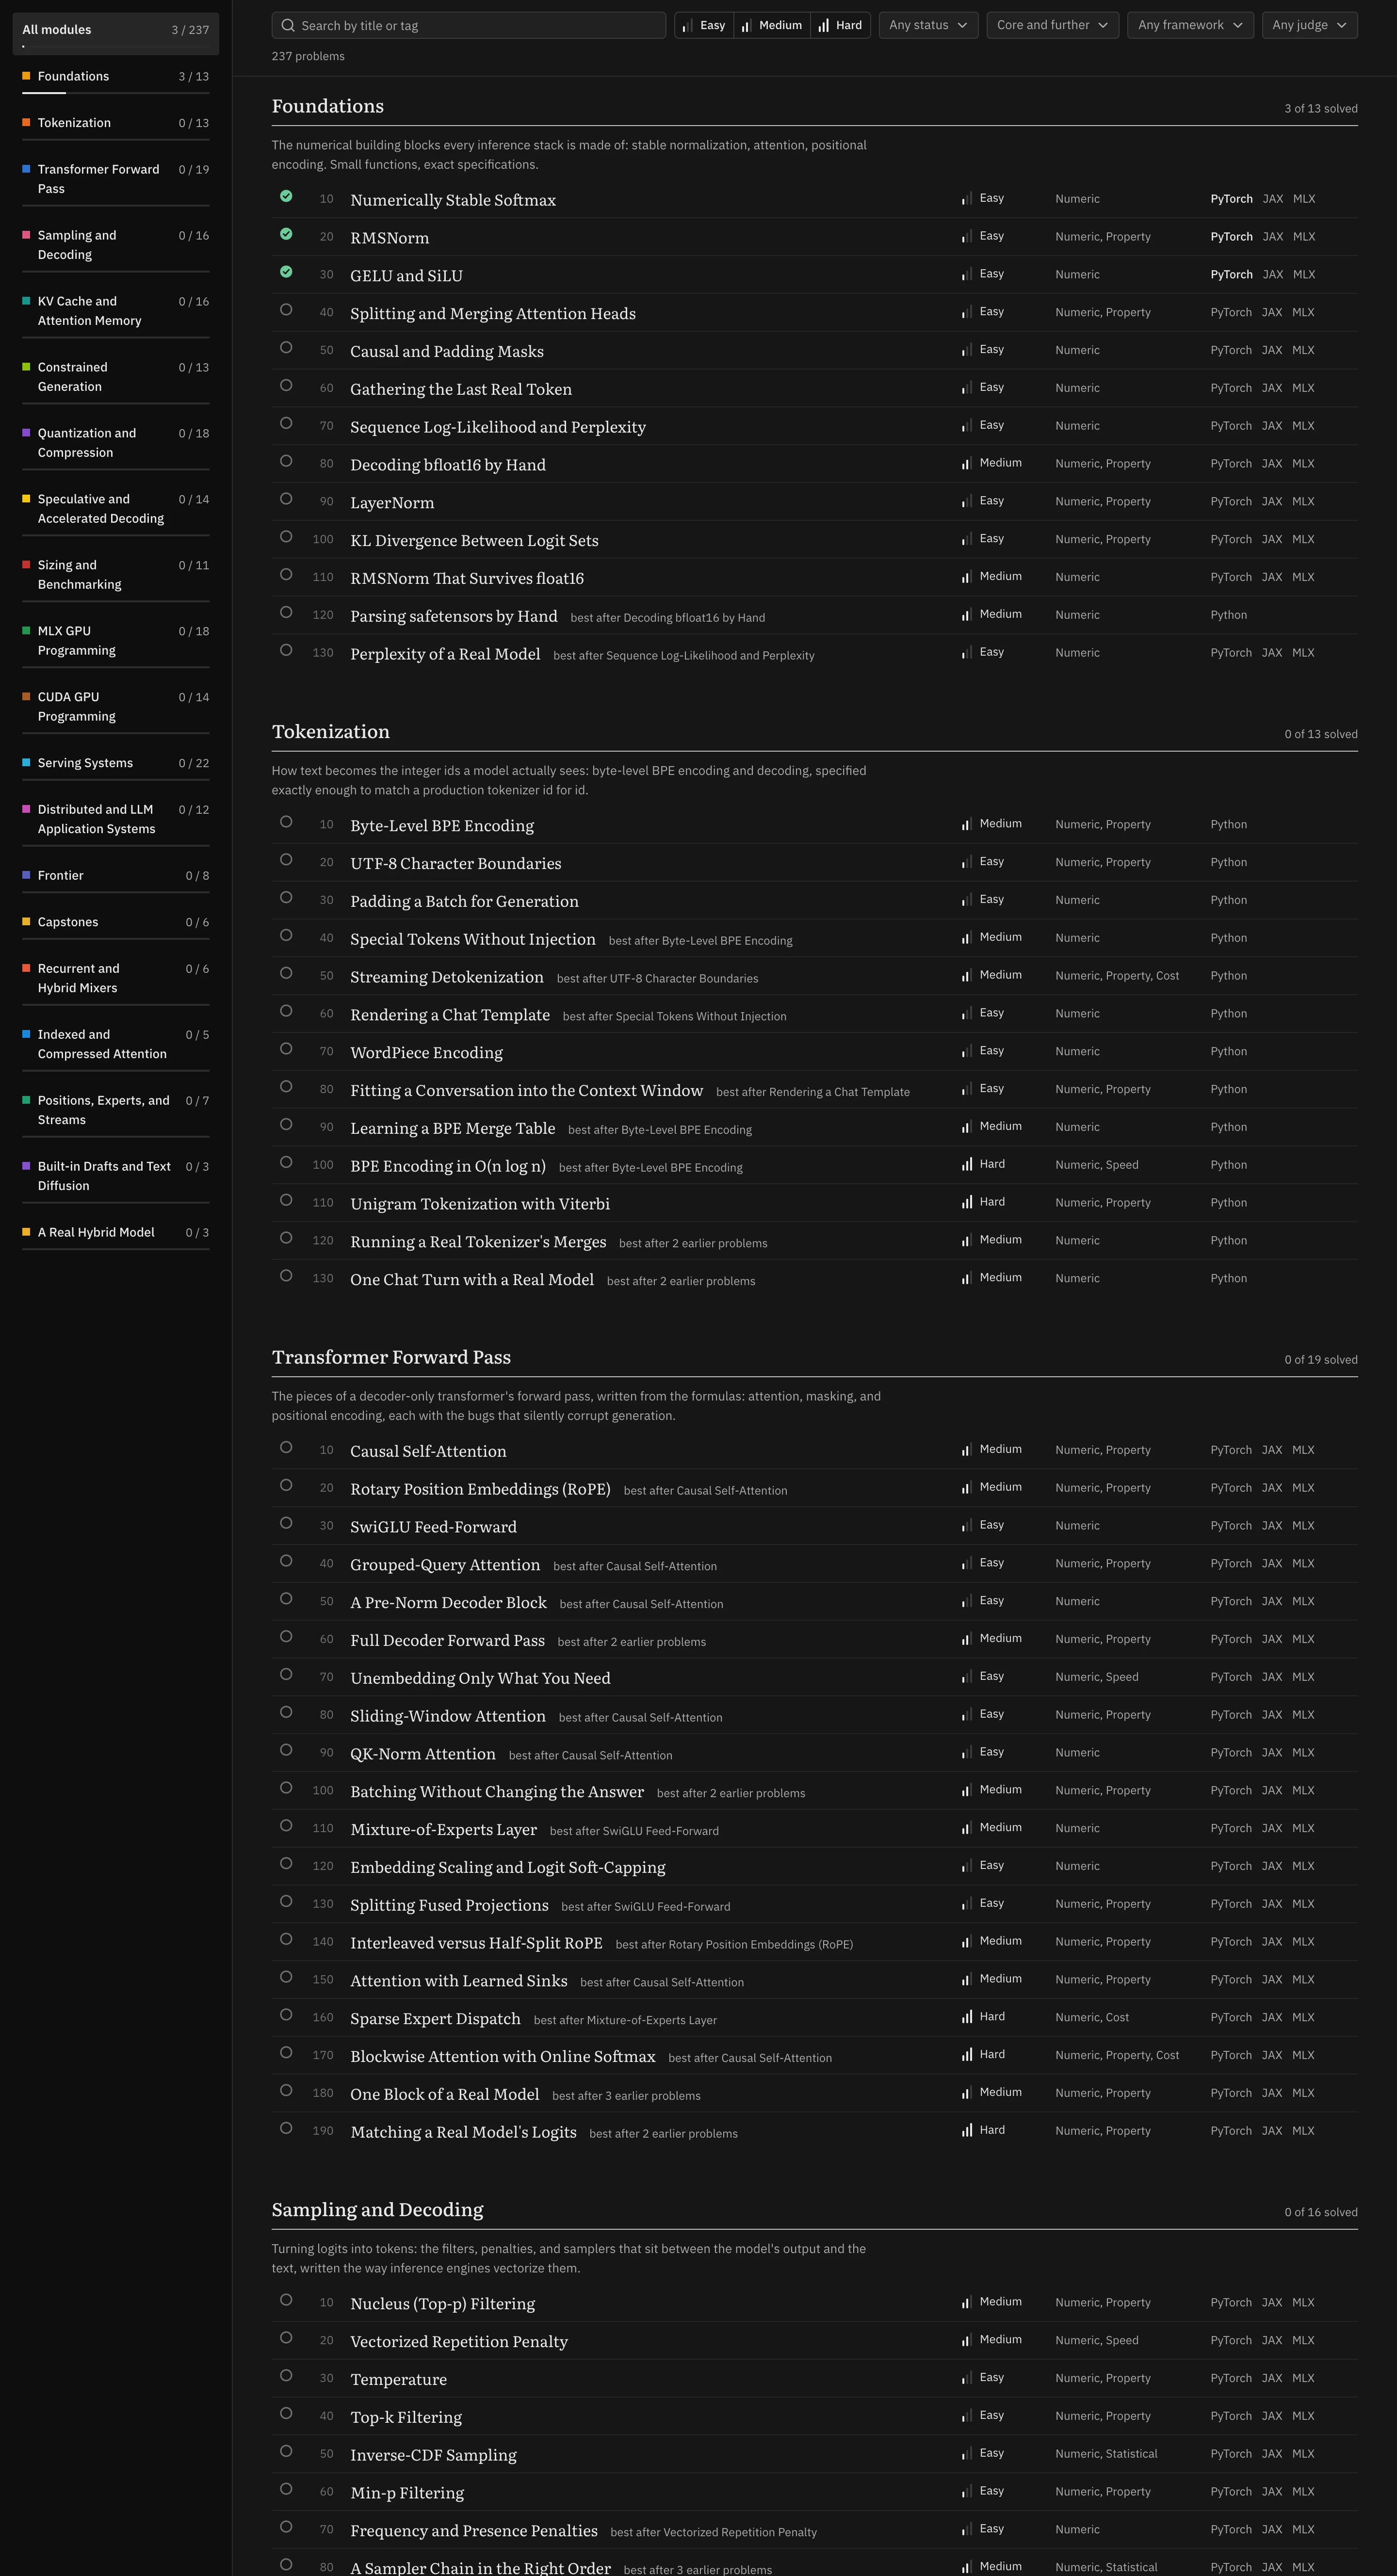 All modules 3 / 237
Foundations 3 / 13
Tokenization 0 / 13
Transformer Forward 0 / 19
Pass
Sampling and 0 / 16
Decoding
KV Cache and 0 / 16
Attention Memory
Constrained 0 / 13
Generation
Quantization and 0 / 18
Compression
Speculative and 0 / 14
Accelerated Decoding
Sizing and 0 / 11
Benchmarking
MLX GPU 0 / 18
Programming
CUDA GPU 0 / 14
Programming
Serving Systems 0 / 22
Distributed and LLM 0 / 12
Application Systems
Frontier 0 / 8
Capstones 0 / 6
Recurrent and 0 / 6
Hybrid Mixers
Indexed and 0 / 5
Compressed Attention
Positions, Experts, and 0 / 7
Streams
Built-in Drafts and Text 0 / 3
Diffusion
A Real Hybrid Model 0 / 3
Search by title or tag Easy Medium Hard Any status Core and further Any framework Any judge
237 problems
Foundations 3 of 13 solved
The numerical building blocks every inference stack is made of: stable normalization, attention, positional
encoding. Small functions, exact specifications.
10 Numerically Stable Softmax Easy Numeric PyTorch JAX MLX
20 RMSNorm Easy Numeric, Property PyTorch JAX MLX
30 GELU and SiLU Easy Numeric PyTorch JAX MLX
40 Splitting and Merging Attention Heads Easy Numeric, Property PyTorch JAX MLX
50 Causal and Padding Masks Easy Numeric PyTorch JAX MLX
60 Gathering the Last Real Token Easy Numeric PyTorch JAX MLX
70 Sequence Log-Likelihood and Perplexity Easy Numeric PyTorch JAX MLX
80 Decoding bfloat16 by Hand Medium Numeric, Property PyTorch JAX MLX
90 LayerNorm Easy Numeric, Property PyTorch JAX MLX
100 KL Divergence Between Logit Sets Easy Numeric, Property PyTorch JAX MLX
110 RMSNorm That Survives float16 Medium Numeric PyTorch JAX MLX
120 Parsing safetensors by Hand best after Decoding bfloat16 by Hand Medium Numeric Python
130 Perplexity of a Real Model best after Sequence Log-Likelihood and Perplexity Easy Numeric PyTorch JAX MLX
Tokenization 0 of 13 solved
How text becomes the integer ids a model actually sees: byte-level BPE encoding and decoding, specified
exactly enough to match a production tokenizer id for id.
10 Byte-Level BPE Encoding Medium Numeric, Property Python
20 UTF-8 Character Boundaries Easy Numeric, Property Python
30 Padding a Batch for Generation Easy Numeric Python
40 Special Tokens Without Injection best after Byte-Level BPE Encoding Medium Numeric Python
50 Streaming Detokenization best after UTF-8 Character Boundaries Medium Numeric, Property, Cost Python
60 Rendering a Chat Template best after Special Tokens Without Injection Easy Numeric Python
70 WordPiece Encoding Easy Numeric Python
80 Fitting a Conversation into the Context Window best after Rendering a Chat Template Easy Numeric, Property Python
90 Learning a BPE Merge Table best after Byte-Level BPE Encoding Medium Numeric Python
100 BPE Encoding in O(n log n) best after Byte-Level BPE Encoding Hard Numeric, Speed Python
110 Unigram Tokenization with Viterbi Hard Numeric, Property Python
120 Running a Real Tokenizer's Merges best after 2 earlier problems Medium Numeric Python
130 One Chat Turn with a Real Model best after 2 earlier problems Medium Numeric Python
Transformer Forward Pass 0 of 19 solved
The pieces of a decoder-only transformer's forward pass, written from the formulas: attention, masking, and
positional encoding, each with the bugs that silently corrupt generation.
10 Causal Self-Attention Medium Numeric, Property PyTorch JAX MLX
20 Rotary Position Embeddings (RoPE) best after Causal Self-Attention Medium Numeric, Property PyTorch JAX MLX
30 SwiGLU Feed-Forward Easy Numeric PyTorch JAX MLX
40 Grouped-Query Attention best after Causal Self-Attention Easy Numeric, Property PyTorch JAX MLX
50 A Pre-Norm Decoder Block best after Causal Self-Attention Easy Numeric PyTorch JAX MLX
60 Full Decoder Forward Pass best after 2 earlier problems Medium Numeric, Property PyTorch JAX MLX
70 Unembedding Only What You Need Easy Numeric, Speed PyTorch JAX MLX
80 Sliding-Window Attention best after Causal Self-Attention Easy Numeric, Property PyTorch JAX MLX
90 QK-Norm Attention best after Causal Self-Attention Easy Numeric PyTorch JAX MLX
100 Batching Without Changing the Answer best after 2 earlier problems Medium Numeric, Property PyTorch JAX MLX
110 Mixture-of-Experts Layer best after SwiGLU Feed-Forward Medium Numeric PyTorch JAX MLX
120 Embedding Scaling and Logit Soft-Capping Easy Numeric PyTorch JAX MLX
130 Splitting Fused Projections best after SwiGLU Feed-Forward Easy Numeric, Property PyTorch JAX MLX
140 Interleaved versus Half-Split RoPE best after Rotary Position Embeddings (RoPE) Medium Numeric, Property PyTorch JAX MLX
150 Attention with Learned Sinks best after Causal Self-Attention Medium Numeric, Property PyTorch JAX MLX
160 Sparse Expert Dispatch best after Mixture-of-Experts Layer Hard Numeric, Cost PyTorch JAX MLX
170 Blockwise Attention with Online Softmax best after Causal Self-Attention Hard Numeric, Property, Cost PyTorch JAX MLX
180 One Block of a Real Model best after 3 earlier problems Medium Numeric, Property PyTorch JAX MLX
190 Matching a Real Model's Logits best after 2 earlier problems Hard Numeric, Property PyTorch JAX MLX
Sampling and Decoding 0 of 16 solved
Turning logits into tokens: the filters, penalties, and samplers that sit between the model's output and the
text, written the way inference engines vectorize them.
10 Nucleus (Top-p) Filtering Medium Numeric, Property PyTorch JAX MLX
20 Vectorized Repetition Penalty Medium Numeric, Speed PyTorch JAX MLX
30 Temperature Easy Numeric, Property PyTorch JAX MLX
40 Top-k Filtering Easy Numeric, Property PyTorch JAX MLX
50 Inverse-CDF Sampling Easy Numeric, Statistical PyTorch JAX MLX
60 Min-p Filtering Easy Numeric, Property PyTorch JAX MLX
70 Frequency and Presence Penalties best after Vectorized Repetition Penalty Easy Numeric PyTorch JAX MLX
80 A Sampler Chain in the Right Order best after 3 earlier problems Medium Numeric, Statistical PyTorch JAX MLX